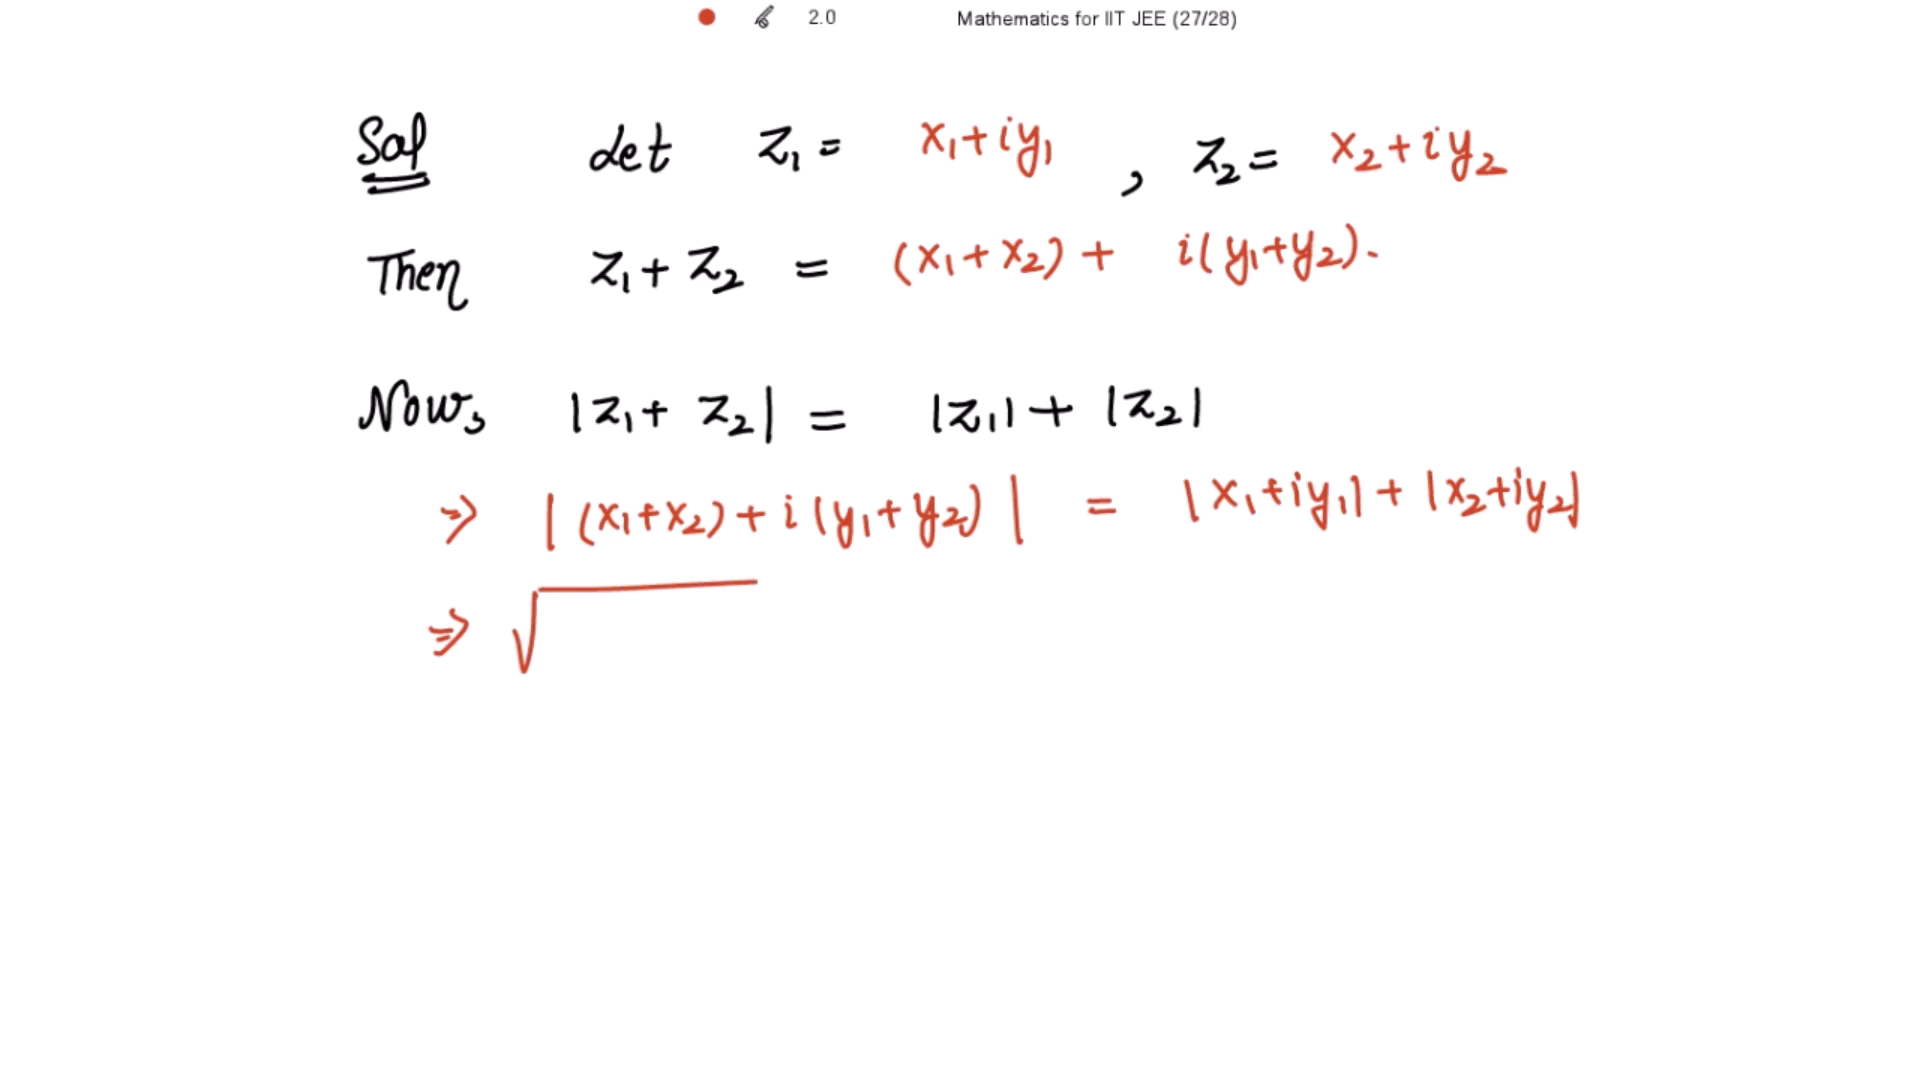 2.0 Mathematics for IIT JEE (27/28)
Sol Let z₁ = x₁+iy₁ , z₂ = x₂+iy₂
Then z₁+z₂ = (x₁+x₂) + i(y₁+y₂).
Now, |z₁+z₂| = |z₁|+|z₂|
⇒ |(x₁+x₂)+i(y₁+y₂)| = |x₁+iy₁|+|x₂+iy₂|
⇒ √